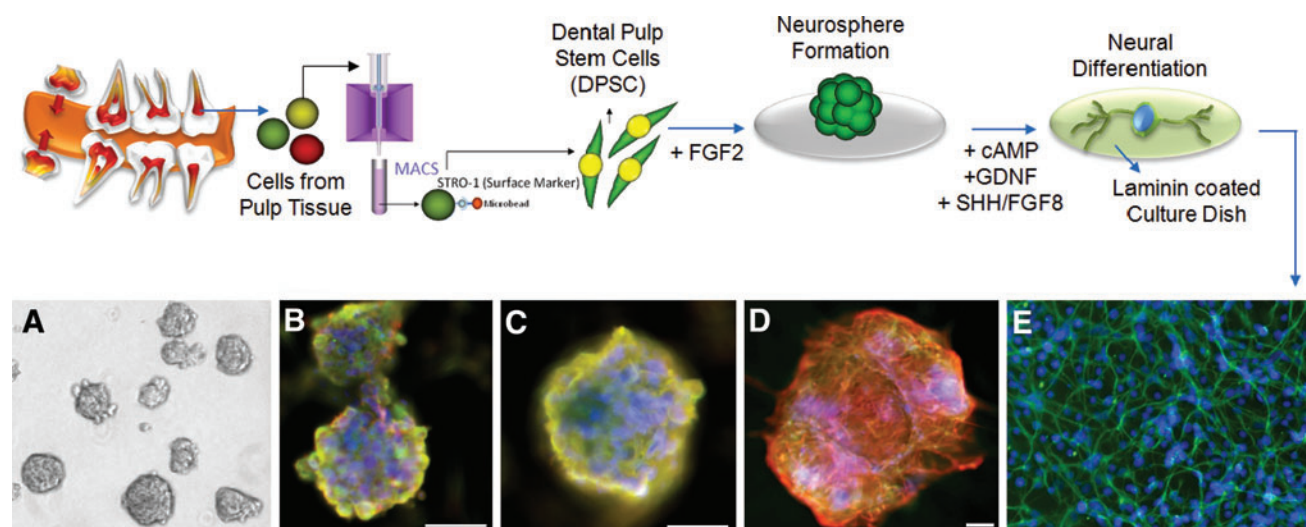 Cells from
Pulp Tissue
MACS
STRO-1 (Surface Marker)
Microbead
Dental Pulp
Stem Cells
(DPSC)
+ FGF2
Neurosphere
Formation
+ cAMP
+GDNF
+ SHH/FGF8
Neural
Differentiation
Laminin coated
Culture Dish
A
B
C
D
E